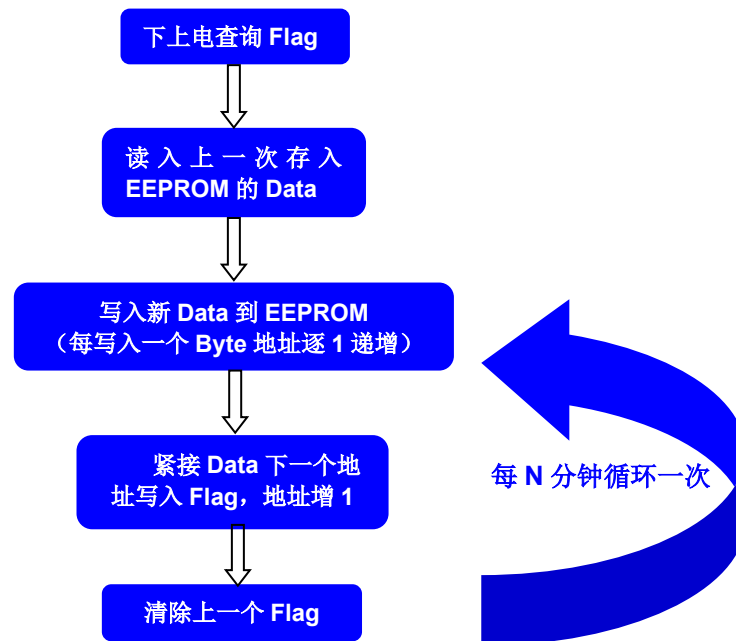 下上电查询 Flag
读入上一次存入
EEPROM 的 Data
写入新 Data 到 EEPROM
（每写入一个 Byte 地址逐 1 递增）
紧接 Data 下一个地
址写入 Flag，地址增 1
每 N 分钟循环一次
清除上一个 Flag